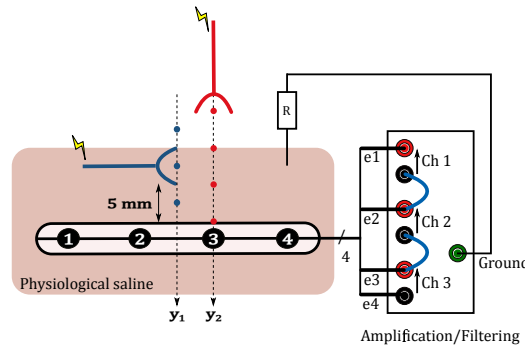 R
e1
Ch 1
5 mm
e2
Ch 2
1 2 3 4
4
Ground
e3
Ch 3
Physiological saline
e4
y₁ y₂
Amplification/Filtering